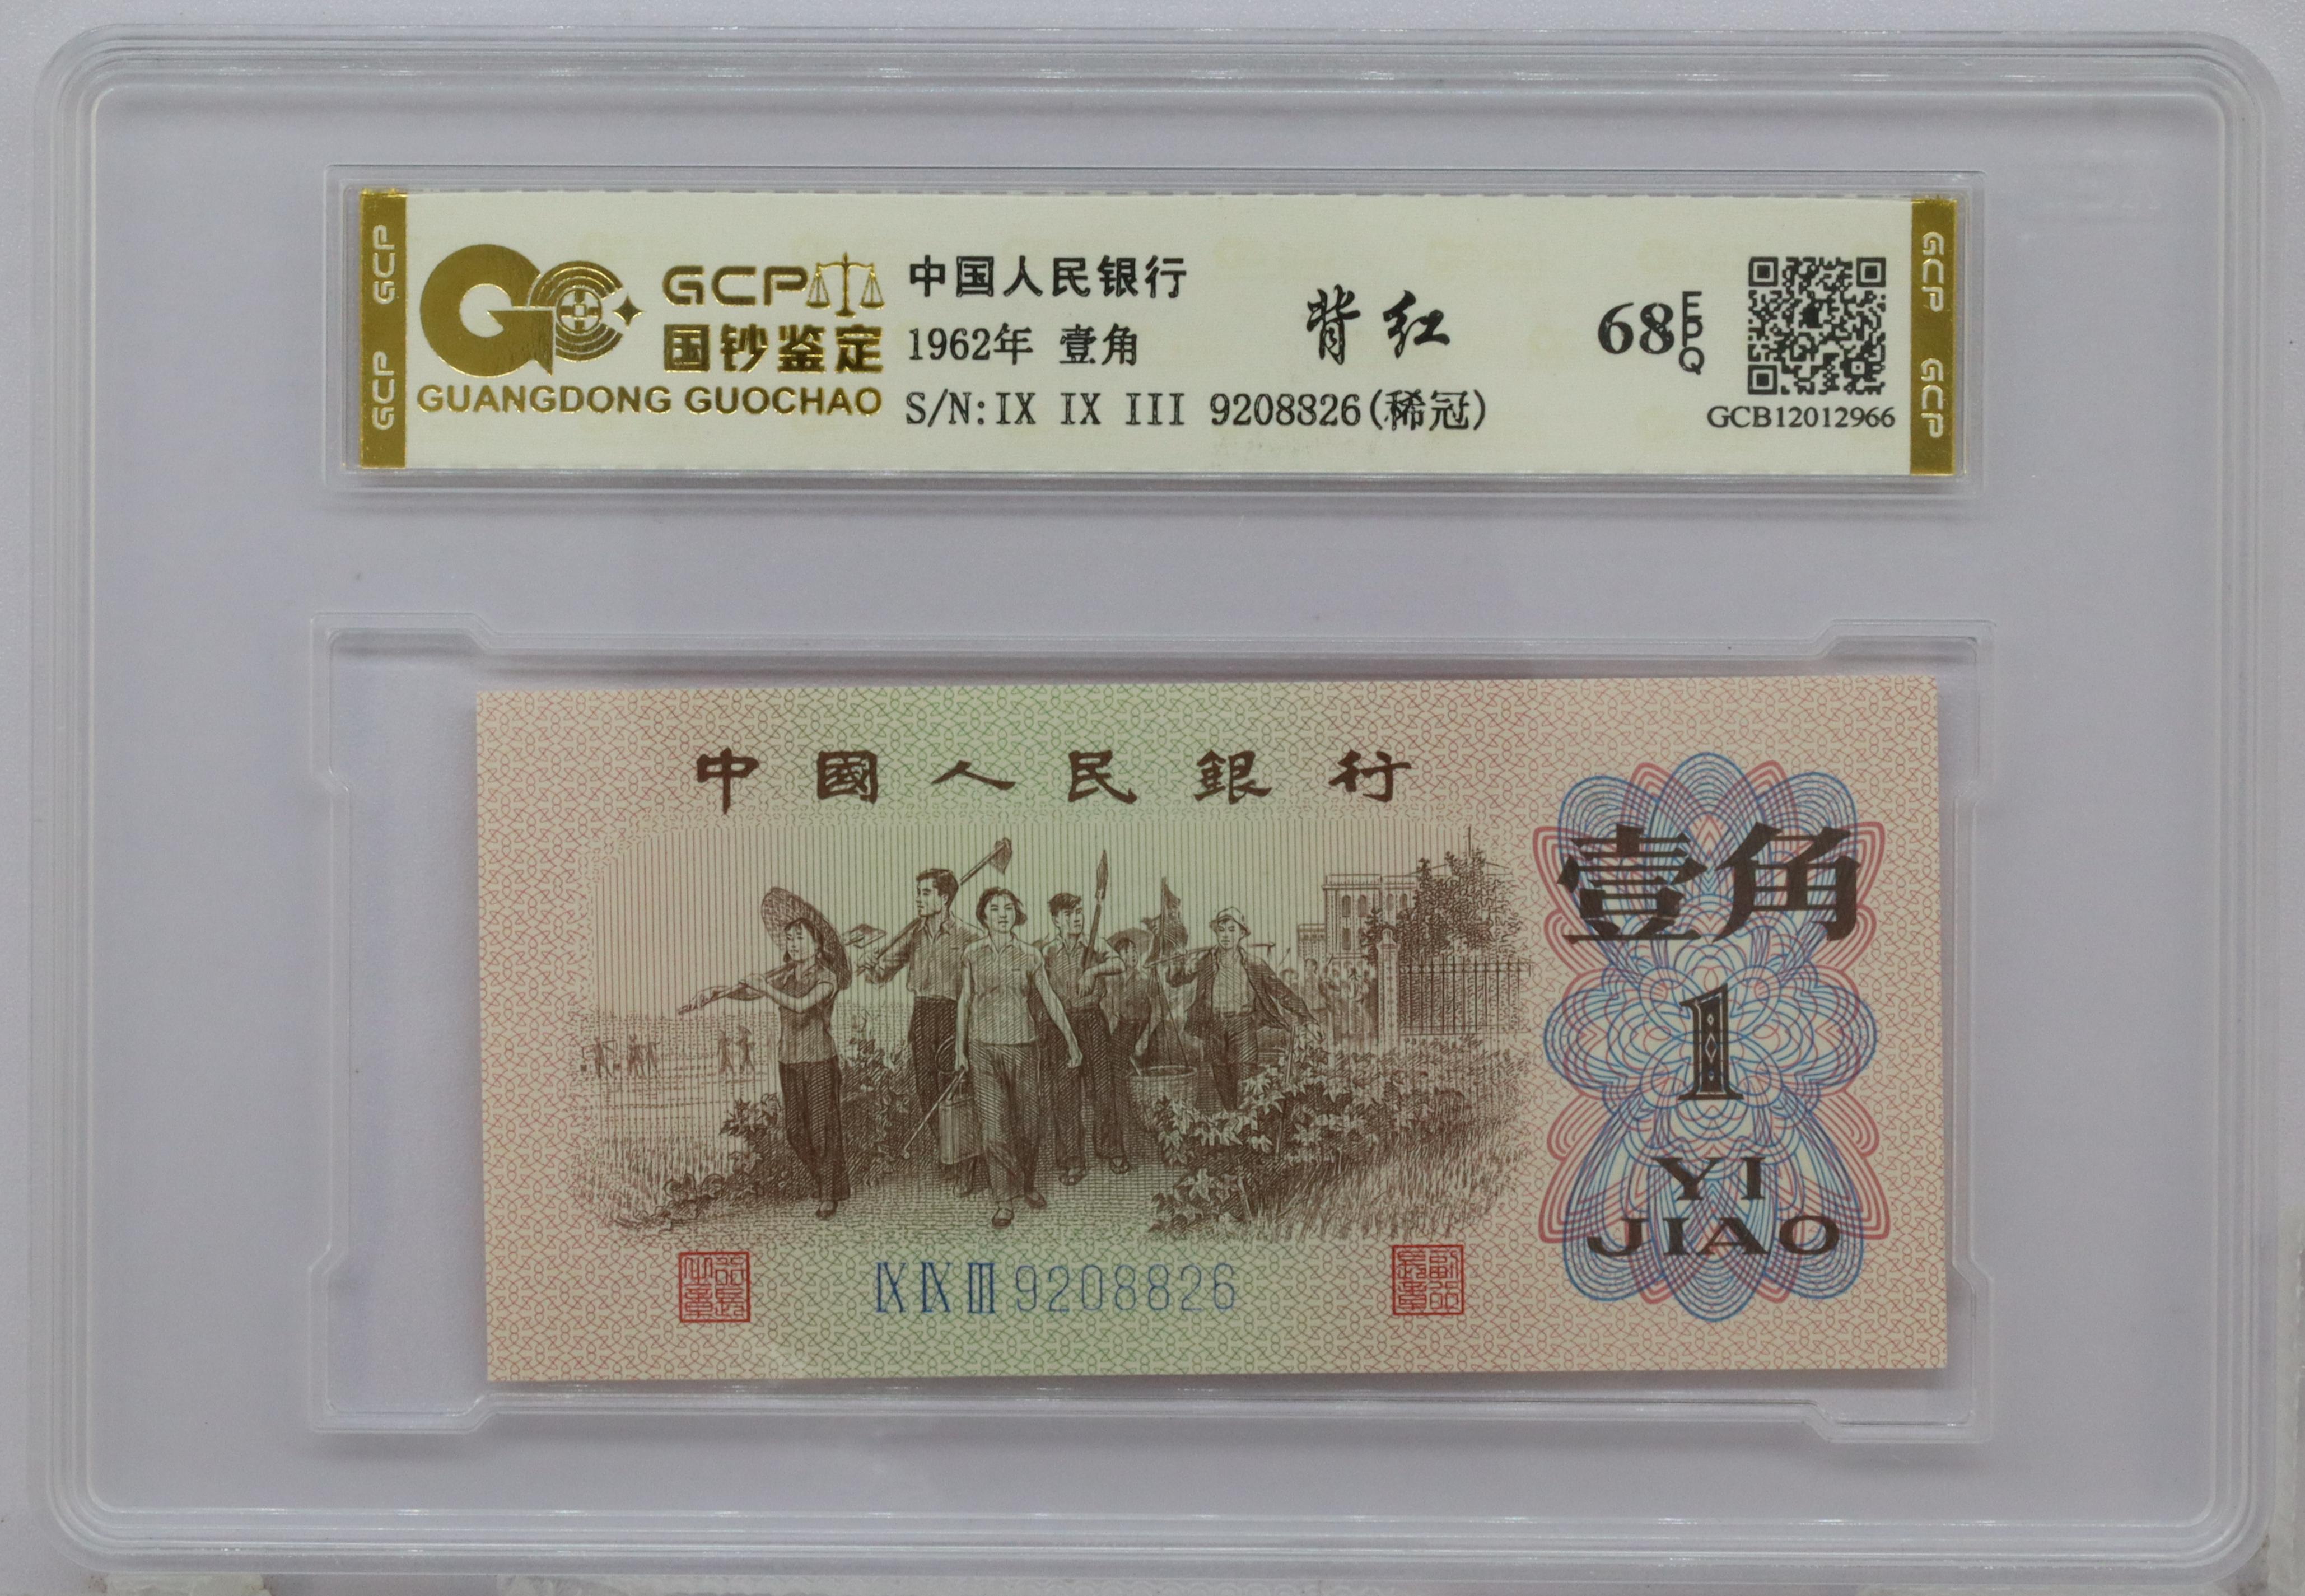 GCP
GCP
GCP
国钞鉴定
GUANGDONG GUOCHAO
中国人民银行
1962年 壹角
S/N:IX IX III 9208826(稀冠)
背红
68EPQ
GCB12012966
GCP
GCP
中國人民銀行
壹角
1
YI
JIAO
IX IX III 9208826